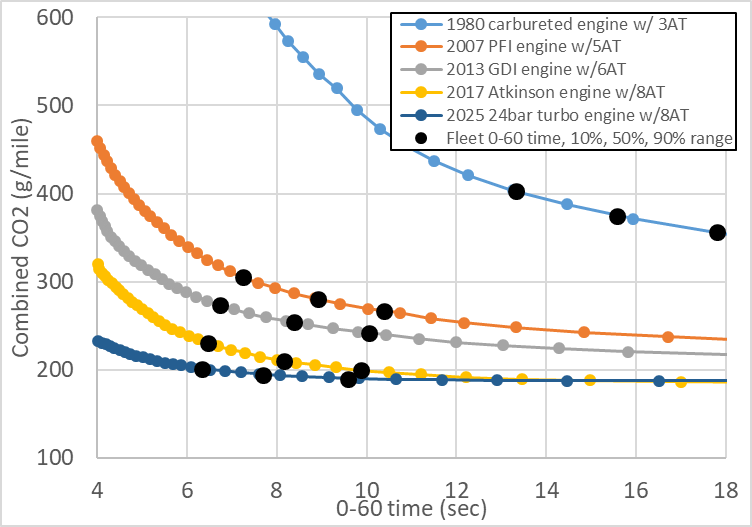 600
500
400
300
200
100
Combined CO2 (g/mile)
1980 carbureted engine w/ 3AT
2007 PFI engine w/5AT
2013 GDI engine w/6AT
2017 Atkinson engine w/8AT
2025 24bar turbo engine w/8AT
Fleet 0-60 time, 10%, 50%, 90% range
4 6 8 10 12 14 16 18
0-60 time (sec)